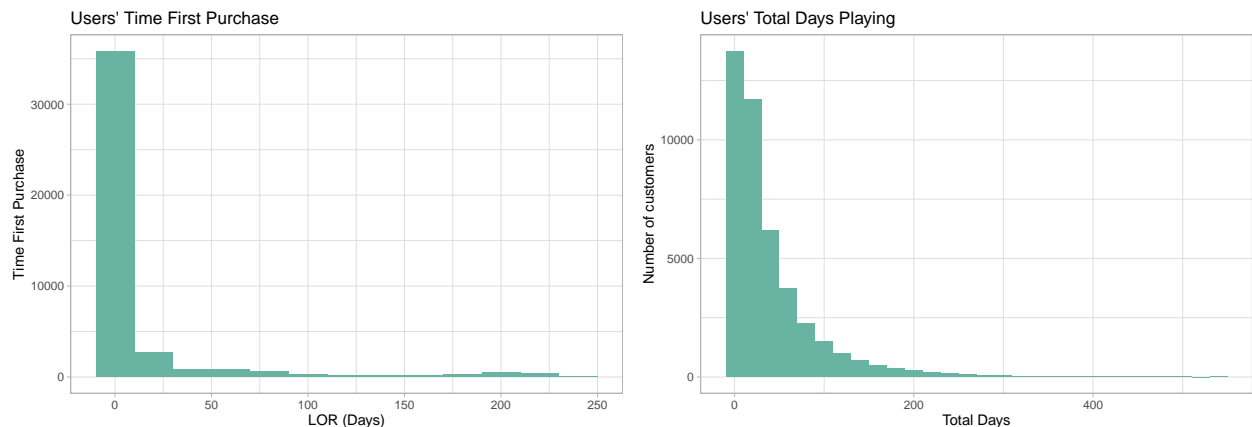 Users' Time First Purchase
Time First Purchase
30000
20000
10000
0
0 50 100 150 200 250
LOR (Days)
Users' Total Days Playing
Number of customers
10000
5000
0
0 200 400
Total Days